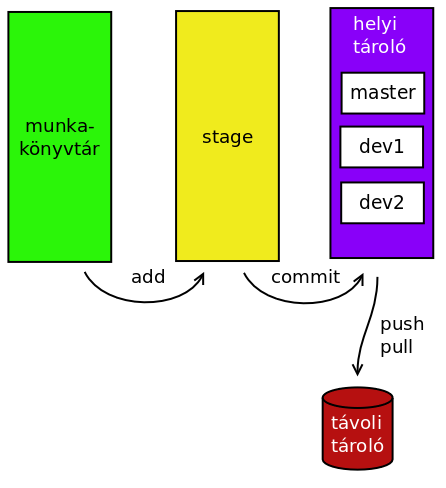 munka-
könyvtár
stage
helyi
tároló
master
dev1
dev2
add
commit
push
pull
távoli
tároló